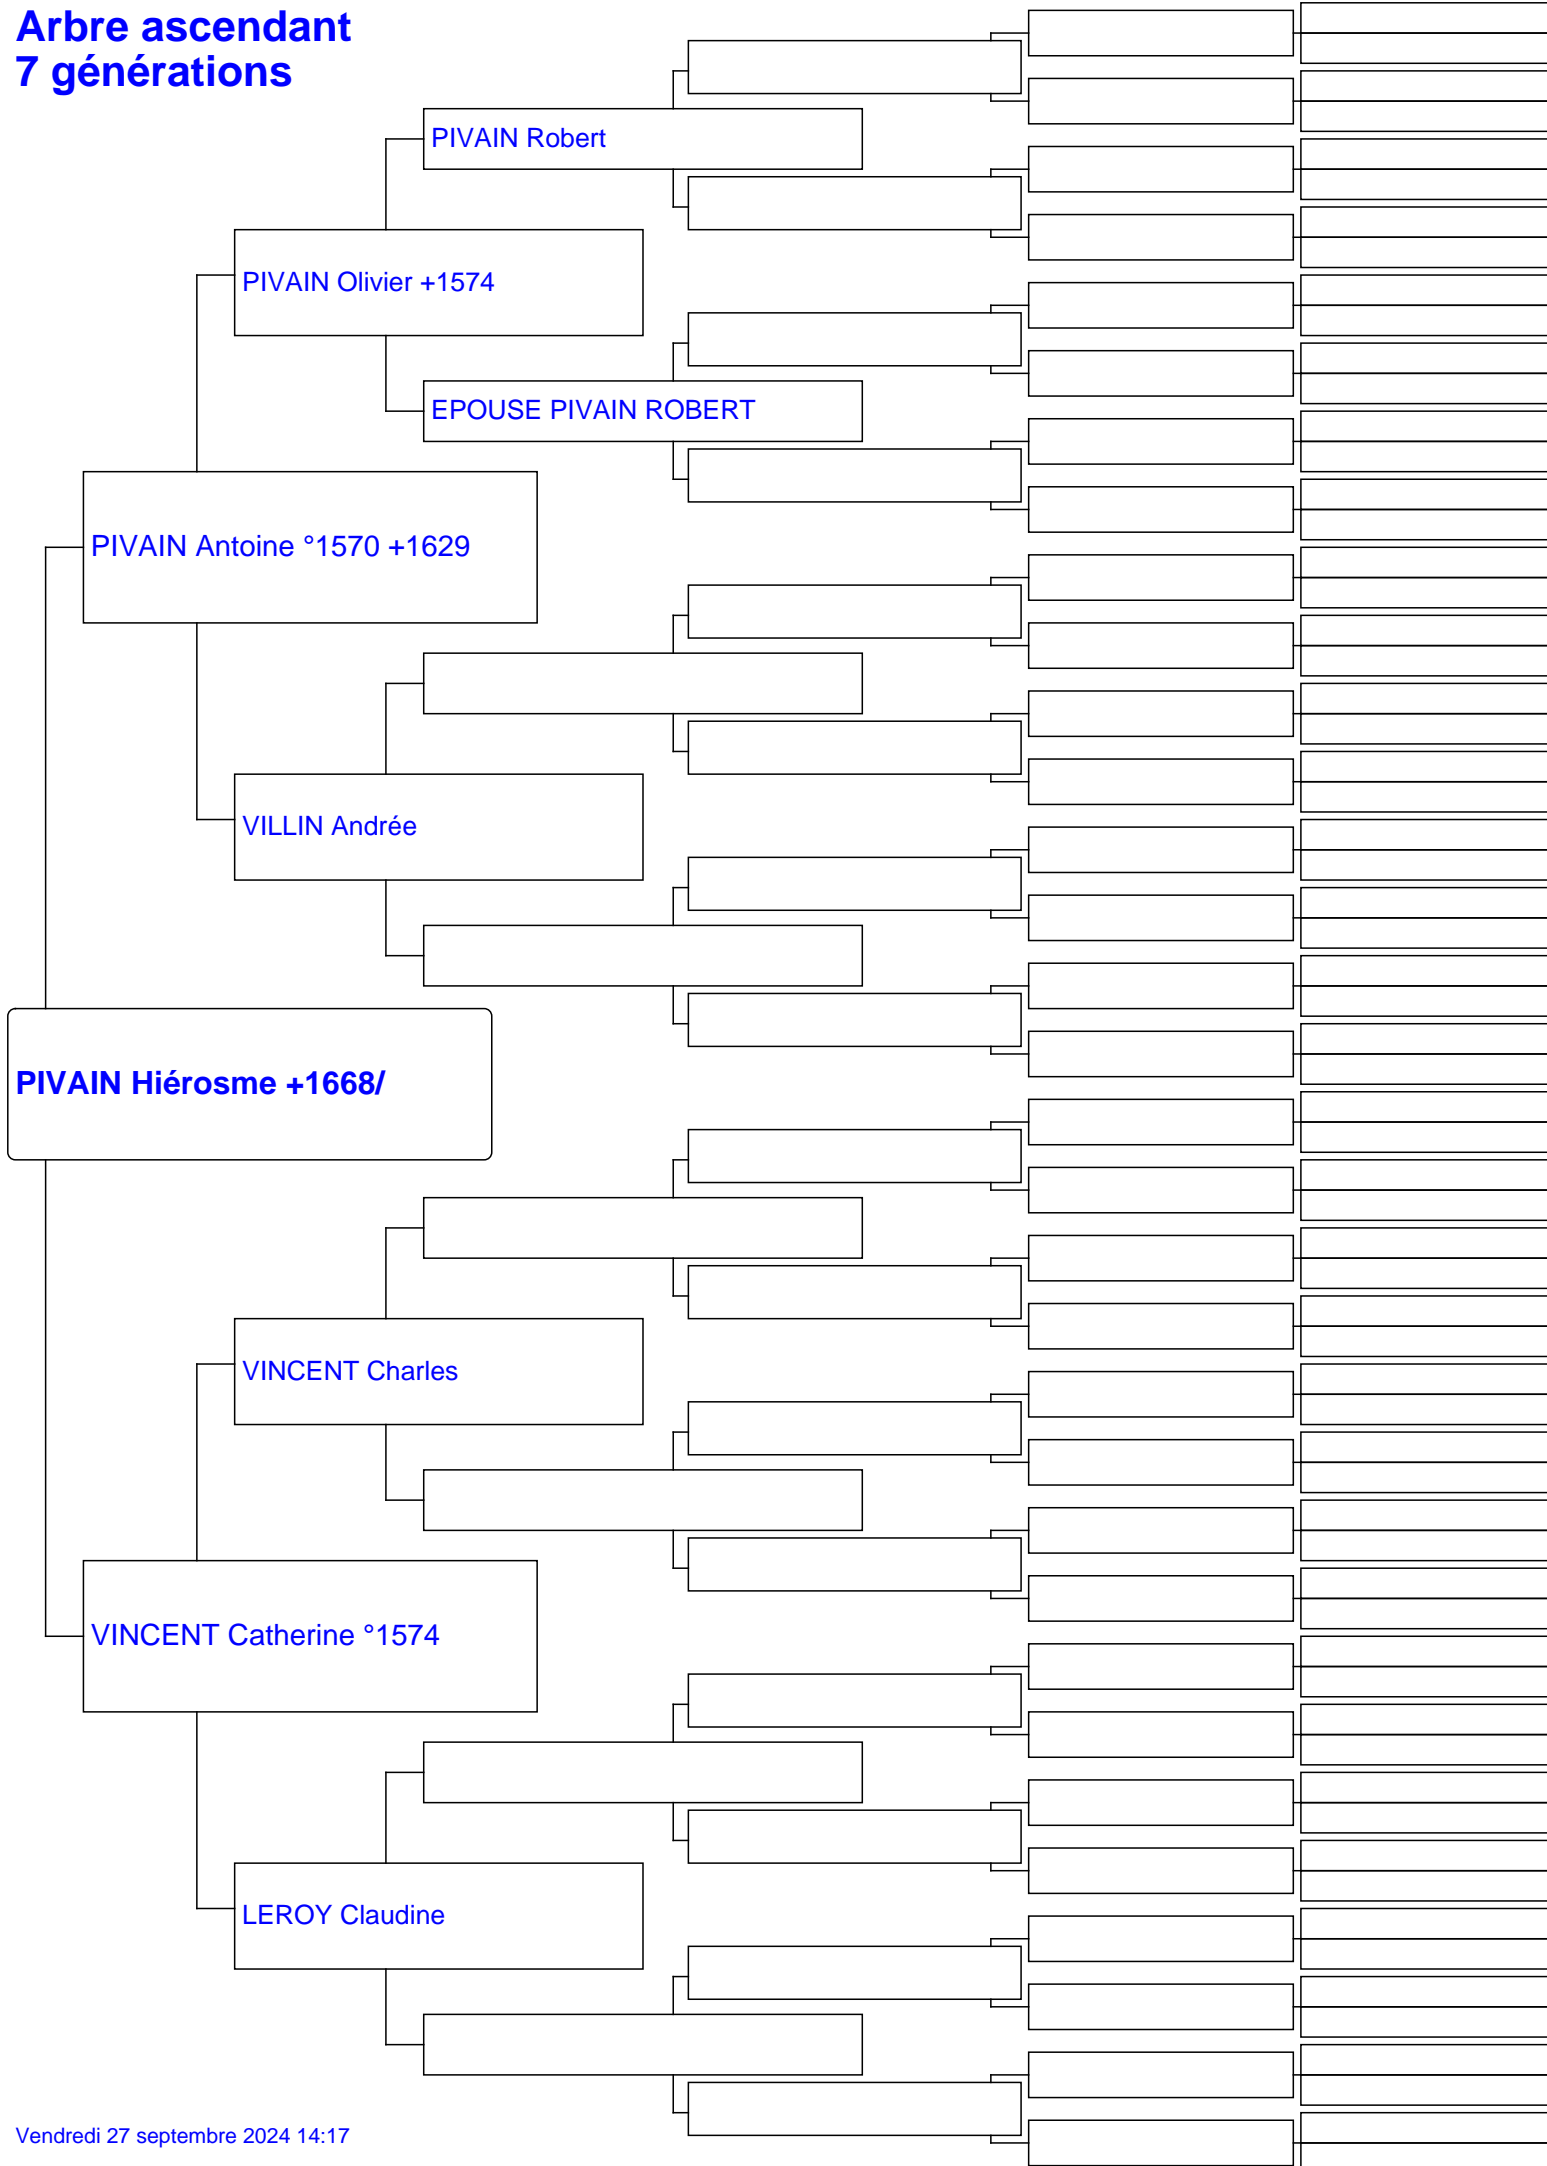 Arbre ascendant
7 générations
PIVAIN Robert
PIVAIN Olivier +1574
EPOUSE PIVAIN ROBERT
PIVAIN Antoine °1570 +1629
VILLIN Andrée
PIVAIN Hiérosme +1668/
VINCENT Charles
VINCENT Catherine °1574
LEROY Claudine
Vendredi 27 septembre 2024 14:17